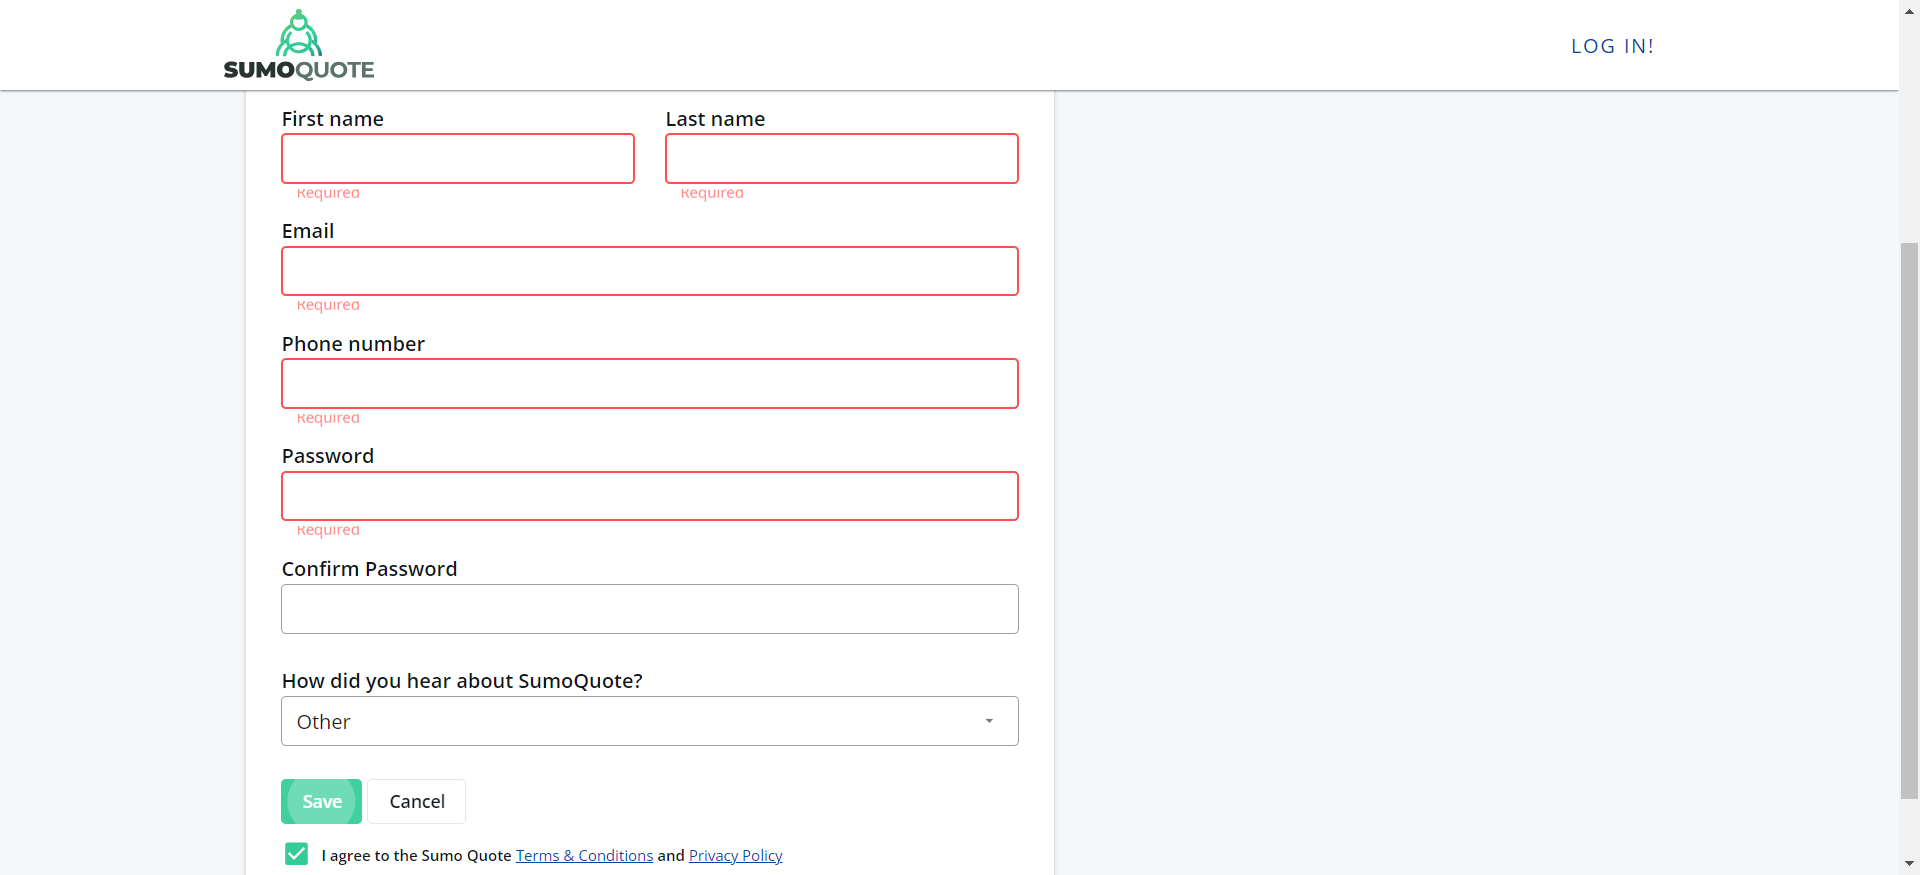 SUMOQUOTE
LOG IN!
First name
Last name
Required
Required
Email
Required
Phone number
Required
Password
Required
Confirm Password
How did you hear about SumoQuote?
Other
Save
Cancel
I agree to the Sumo Quote Terms & Conditions and Privacy Policy